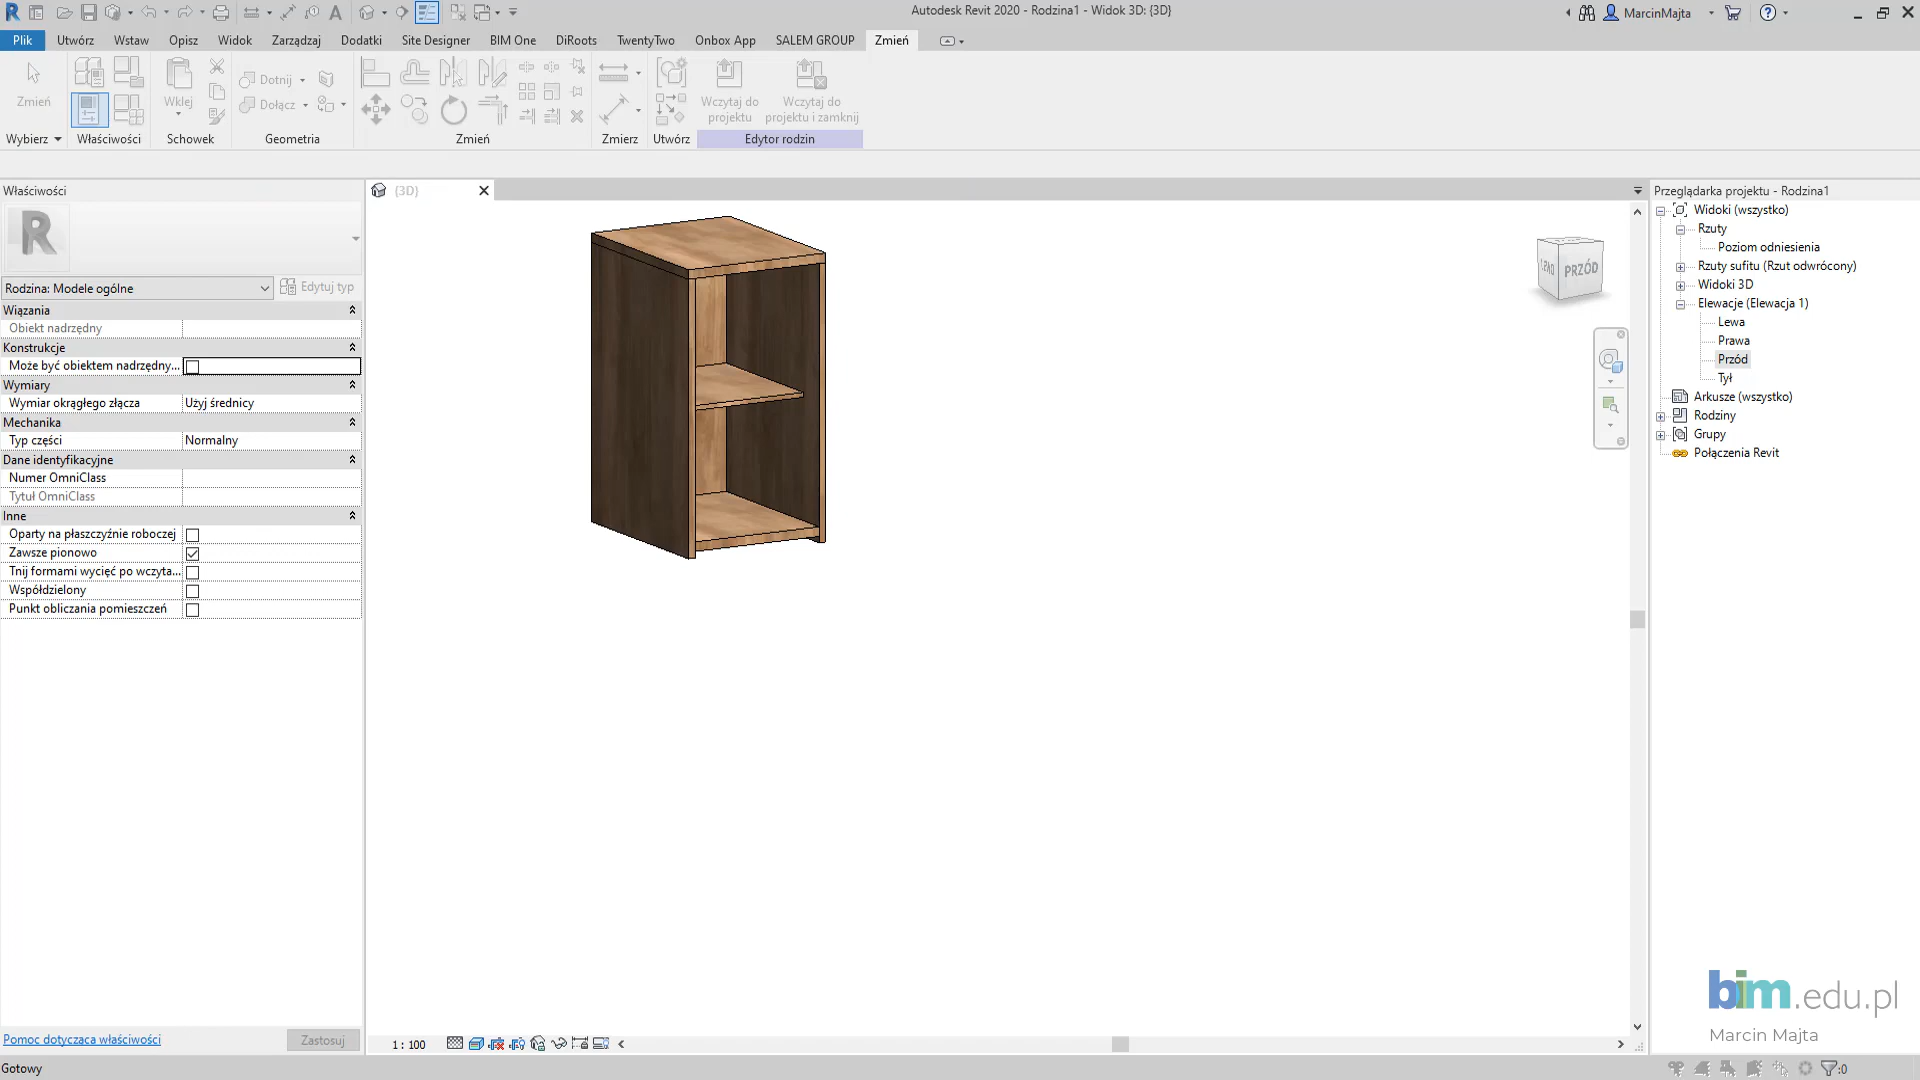 Autodesk Revit 2020 - Rodzina1 - Widok 3D: {3D}
MarcinMajta
Plik Utwórz Wstaw Opisz Widok Zarządzaj Dodatki Site Designer BIM One DiRoots TwentyTwo Onbox App SALEM GROUP Zmień
Zmień
Wklej
Dotnij
Dołącz
Wczytaj do projektu
Wczytaj do projektu i zamknij
Wybierz Właściwości Schowek Geometria Zmień Zmierz Utwórz Edytor rodzin
Właściwości
{3D}
Przeglądarka projektu - Rodzina1
Rodzina: Modele ogólne
Edytuj typ
Wiązania
Obiekt nadrzędny
Konstrukcje
Może być obiektem nadrzędny...
Wymiary
Wymiar okrągłego złącza Użyj średnicy
Mechanika
Typ części Normalny
Dane identyfikacyjne
Numer OmniClass
Tytuł OmniClass
Inne
Oparty na płaszczyźnie roboczej
Zawsze pionowo
Tnij formami wycięć po wczyta...
Współdzielony
Punkt obliczania pomieszczeń
PRZÓD
Widoki (wszystko)
Rzuty
Poziom odniesienia
Rzuty sufitu (Rzut odwrócony)
Widoki 3D
Elewacje (Elewacja 1)
Lewa
Prawa
Przód
Tył
Arkusze (wszystko)
Rodziny
Grupy
Połączenia Revit
bim.edu.pl
Marcin Majta
Pomoc dotycząca właściwości
Zastosuj
1 : 100
Gotowy
:0